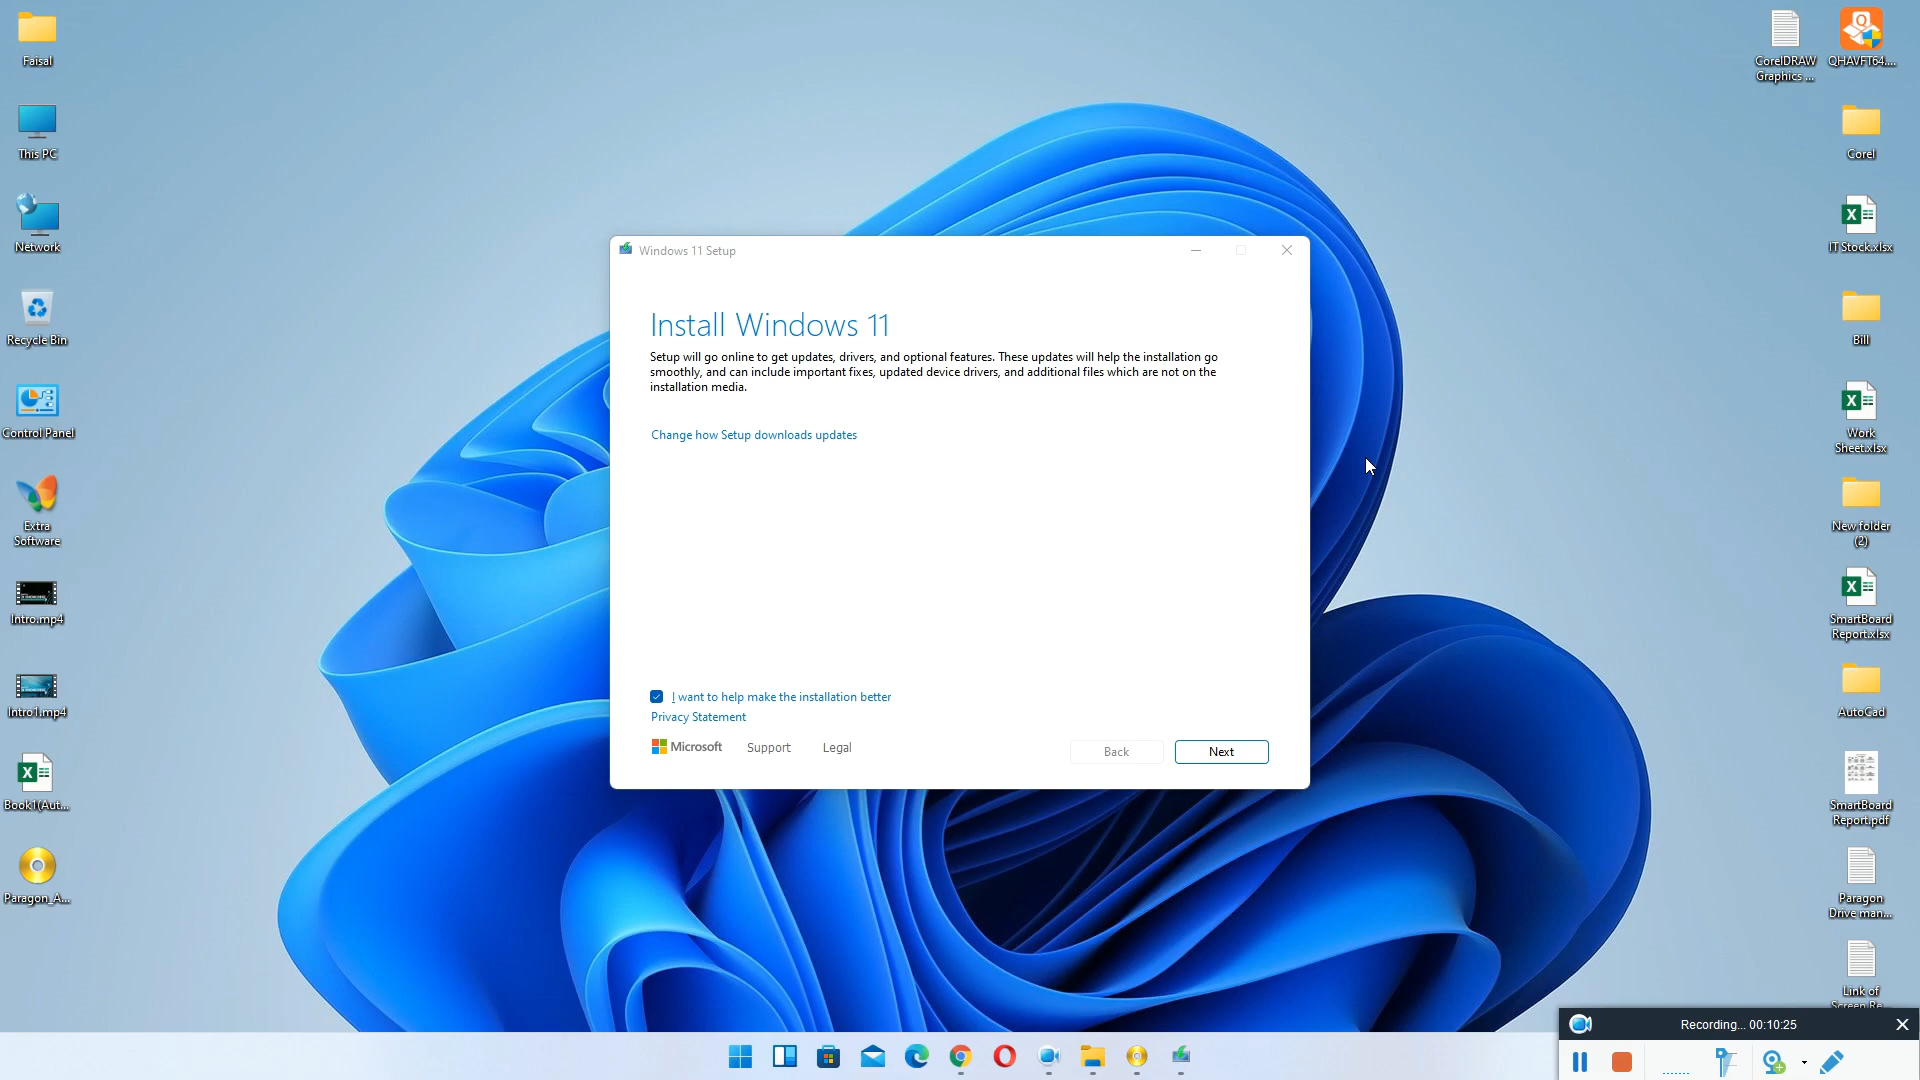 Faisal
This PC
Network
Recycle Bin
Control Panel
Extra
Software
Intro.mp4
Intro1.mp4
Book1(Aut...
Paragon_A...
Windows 11 Setup
Install Windows 11
Setup will go online to get updates, drivers, and optional features. These updates will help the installation go
smoothly, and can include important fixes, updated device drivers, and additional files which are not on the
installation media.
Change how Setup downloads updates
I want to help make the installation better
Privacy Statement
Microsoft
Support
Legal
Back
Next
CorelDRAW
Graphics ...
QHAVFT64....
Corel
IT Stock.xlsx
Bill
Work
Sheet.xlsx
New folder
(2)
SmartBoard
Report.xlsx
AutoCad
SmartBoard
Report.pdf
Paragon
Drive man...
Link of
Screen Re...
Recording... 00:10:25